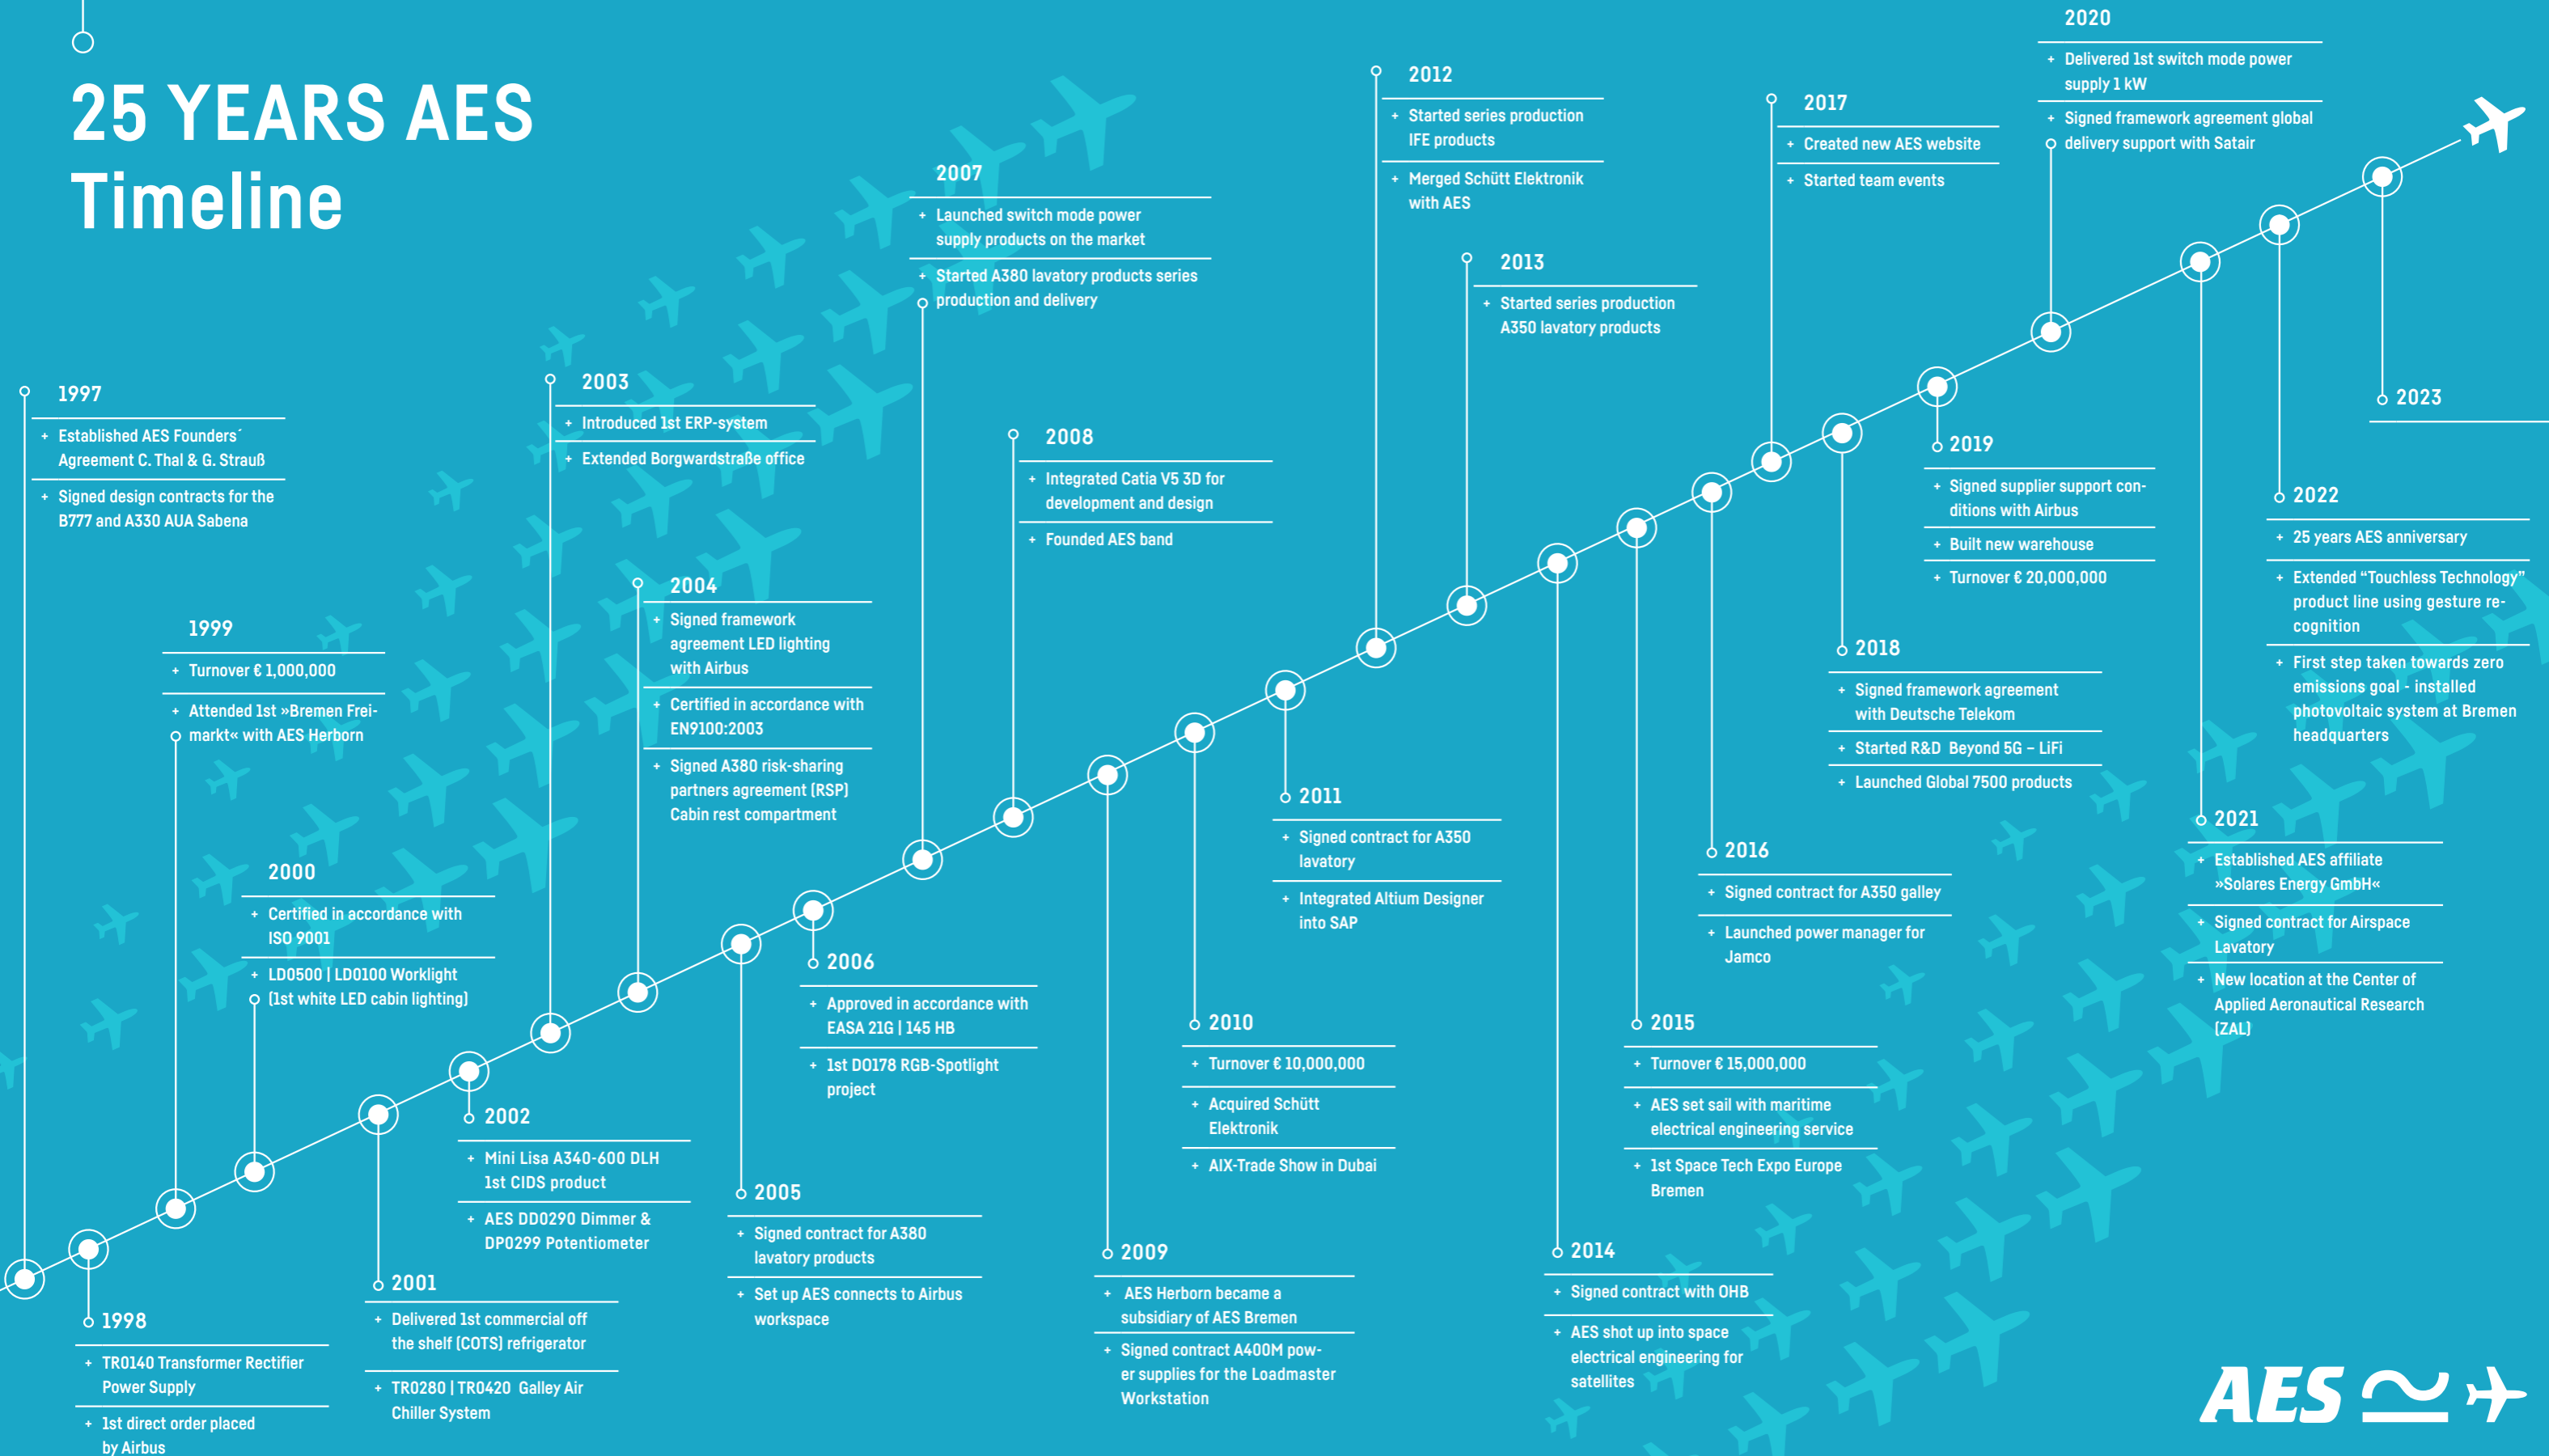 25 YEARS AES
Timeline
1997
+ Established AES Founders´
Agreement C. Thal & G. Strauß
+ Signed design contracts for the
B777 and A330 AUA Sabena
1998
+ TR0140 Transformer Rectifier
Power Supply
+ 1st direct order placed
by Airbus
1999
+ Turnover € 1,000,000
+ Attended 1st »Bremen Frei-
markt« with AES Herborn
2000
+ Certified in accordance with
ISO 9001
+ LD0500 | LD0100 Worklight
(1st white LED cabin lighting)
2001
+ Delivered 1st commercial off
the shelf (COTS) refrigerator
+ TR0280 | TR0420 Galley Air
Chiller System
2002
+ Mini Lisa A340-600 DLH
1st CIDS product
+ AES DD0290 Dimmer &
DP0299 Potentiometer
2003
+ Introduced 1st ERP-system
+ Extended Borgwardstraße office
2004
+ Signed framework
agreement LED lighting
with Airbus
+ Certified in accordance with
EN9100:2003
+ Signed A380 risk-sharing
partners agreement (RSP)
Cabin rest compartment
2005
+ Signed contract for A380
lavatory products
+ Set up AES connects to Airbus
workspace
2006
+ Approved in accordance with
EASA 21G | 145 HB
+ 1st DO178 RGB-Spotlight
project
2007
+ Launched switch mode power
supply products on the market
+ Started A380 lavatory products series
production and delivery
2008
+ Integrated Catia V5 3D for
development and design
+ Founded AES band
2009
+ AES Herborn became a
subsidiary of AES Bremen
+ Signed contract A400M pow-
er supplies for the Loadmaster
Workstation
2010
+ Turnover € 10,000,000
+ Acquired Schütt
Elektronik
+ AIX-Trade Show in Dubai
2011
+ Signed contract for A350
lavatory
+ Integrated Altium Designer
into SAP
2012
+ Started series production
IFE products
+ Merged Schütt Elektronik
with AES
2013
+ Started series production
A350 lavatory products
2014
+ Signed contract with OHB
+ AES shot up into space
electrical engineering for
satellites
2015
+ Turnover € 15,000,000
+ AES set sail with maritime
electrical engineering service
+ 1st Space Tech Expo Europe
Bremen
2016
+ Signed contract for A350 galley
+ Launched power manager for
Jamco
2017
+ Created new AES website
+ Started team events
2018
+ Signed framework agreement
with Deutsche Telekom
+ Started R&D Beyond 5G – LiFi
+ Launched Global 7500 products
2019
+ Signed supplier support con-
ditions with Airbus
+ Built new warehouse
+ Turnover € 20,000,000
2020
+ Delivered 1st switch mode power
supply 1 kW
+ Signed framework agreement global
delivery support with Satair
2021
+ Established AES affiliate
»Solares Energy GmbH«
+ Signed contract for Airspace
Lavatory
+ New location at the Center of
Applied Aeronautical Research
(ZAL)
2022
+ 25 years AES anniversary
+ Extended “Touchless Technology”
product line using gesture re-
cognition
+ First step taken towards zero
emissions goal - installed
photovoltaic system at Bremen
headquarters
2023
AES